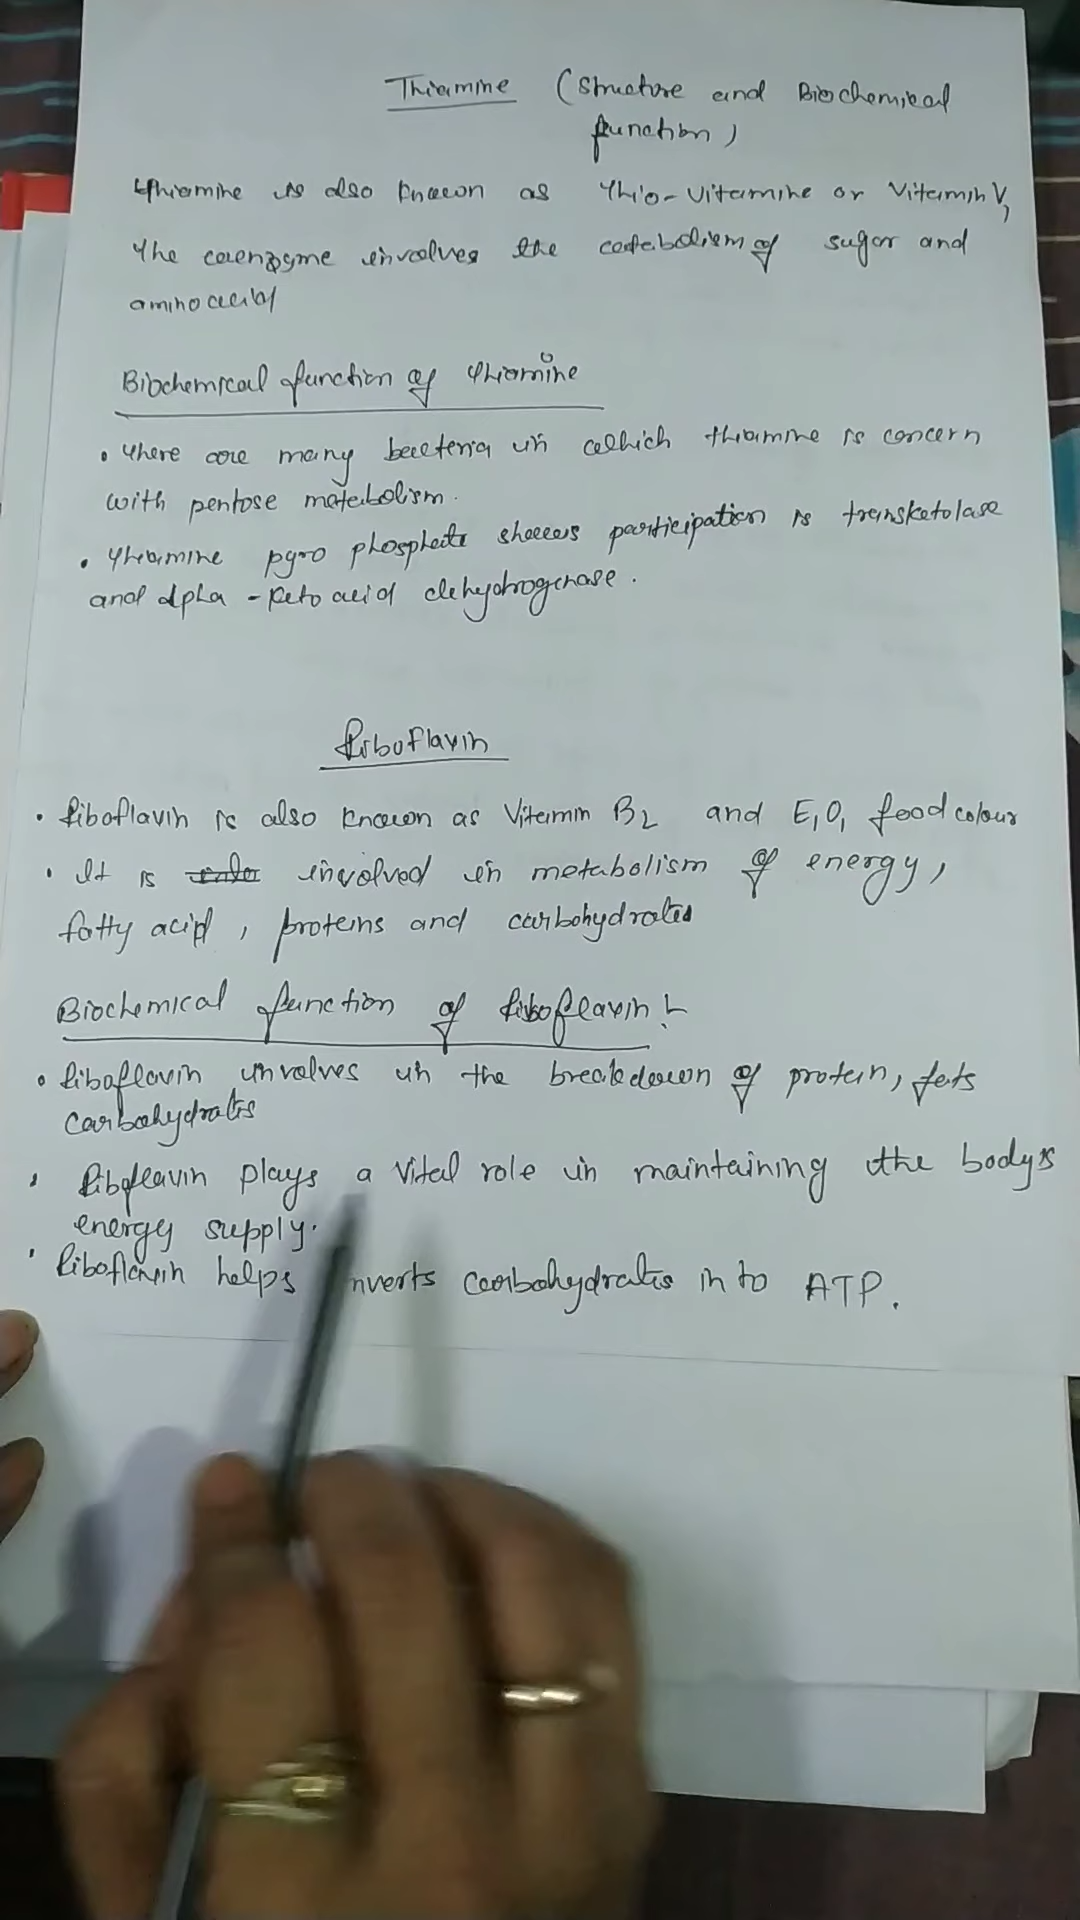 Thiamine (Structure and Biochemical
function)
Thiamine is also known as Thio-vitamine or Vitamin V,
The coenzyme involves the catabolism of sugar and
amino acid
Biochemical function of Thiamine
• There are many bacteria in which thiamine is concern
with pentose metabolism.
• Thiamine pyro phosphate shows participation is transketolase
and alpha - keto acid dehydrogenase.
Riboflavin
• Riboflavin is also known as Vitamin B2 and E,O, food colour
• It is involved in metabolism of energy,
fatty acid, proteins and carbohydrates
Biochemical function of Riboflavin:-
• Riboflavin involves in the breakdown of protein, fats
carbohydrates
• Riboflavin plays a vital role in maintaining the body's
energy supply.
• Riboflavin helps nverts carbohydrates in to ATP.